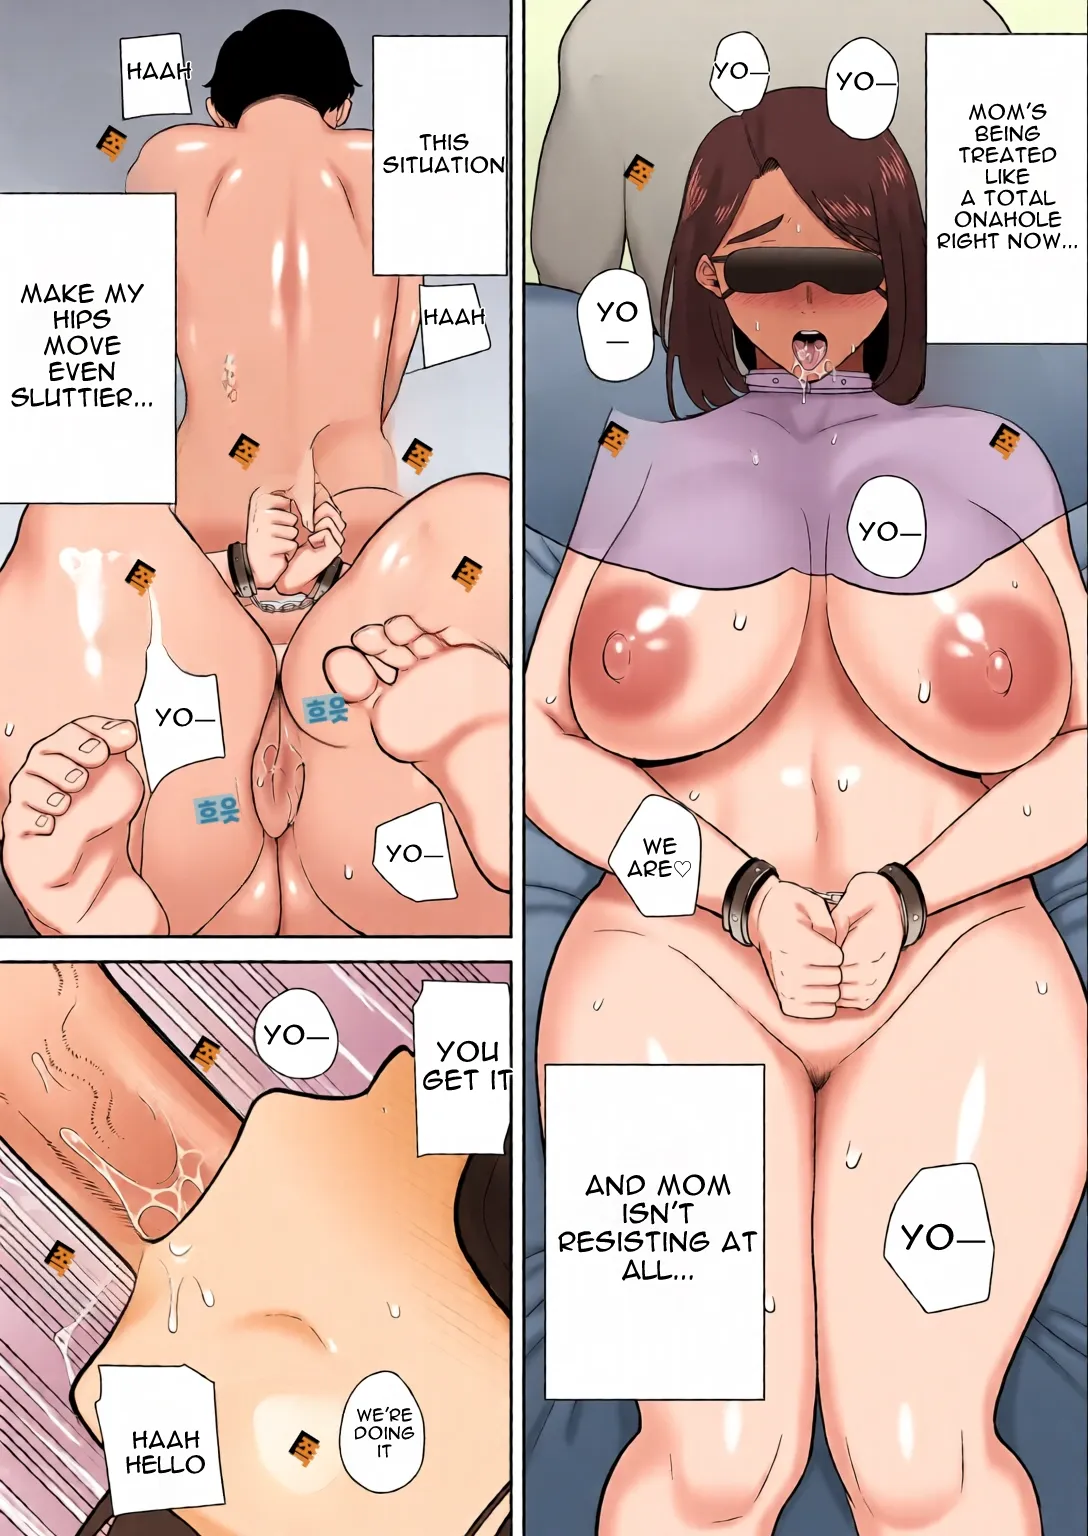 YO—
YO—
MOM'S
BEING
TREATED
LIKE
A TOTAL
ONAHOLE
RIGHT NOW...
YO
—
YO—
WE
ARE♡
AND MOM
ISN'T
RESISTING AT
ALL...
YO—
HAAH
THIS
SITUATION
HAAH
MAKE MY
HIPS
MOVE
EVEN
SLUTTIER...
YO—
YO—
YO—
YOU
GET IT
WE'RE
DOING
IT
HAAH
HELLO